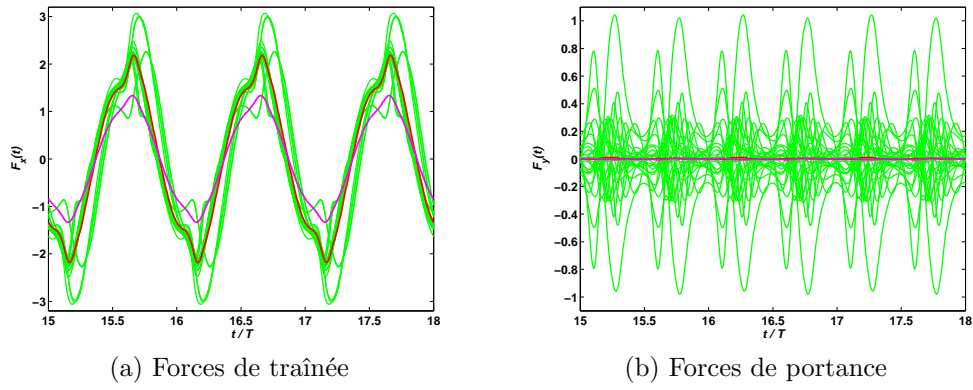 3
2
1
0
−1
−2
−3
F_x(t)
15 15.5 16 16.5 17 17.5 18
t / T
(a) Forces de traînée
1
0.8
0.6
0.4
0.2
0
−0.2
−0.4
−0.6
−0.8
−1
F_y(t)
15 15.5 16 16.5 17 17.5 18
t / T
(b) Forces de portance